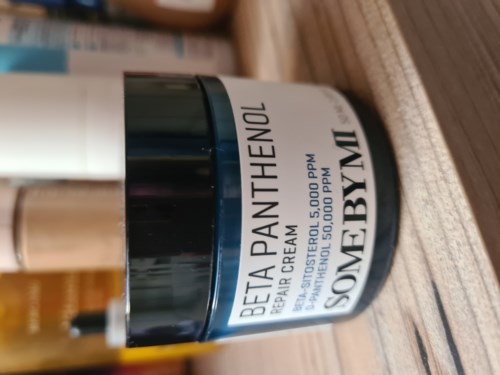 BETA PANTHENOL
REPAIR CREAM
BETA-SITOSTEROL 5,000 PPM
D-PANTHENOL 50,000 PPM
SOMEBYMI